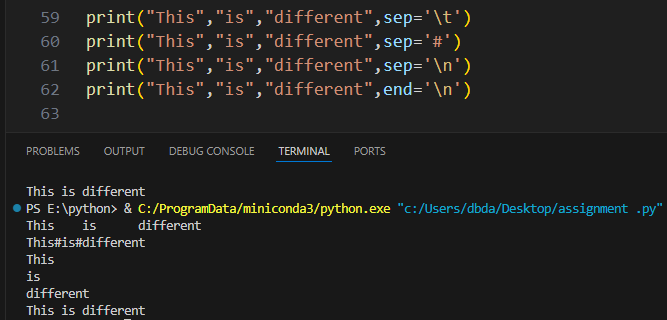 59 print("This","is","different",sep='\t')
60 print("This","is","different",sep='#')
61 print("This","is","different",sep='\n')
62 print("This","is","different",end='\n')
63
PROBLEMS OUTPUT DEBUG CONSOLE TERMINAL PORTS
This is different
PS E:\python> & C:/ProgramData/miniconda3/python.exe "c:/Users/dbda/Desktop/assignment .py"
This    is      different
This#is#different
This
is
different
This is different